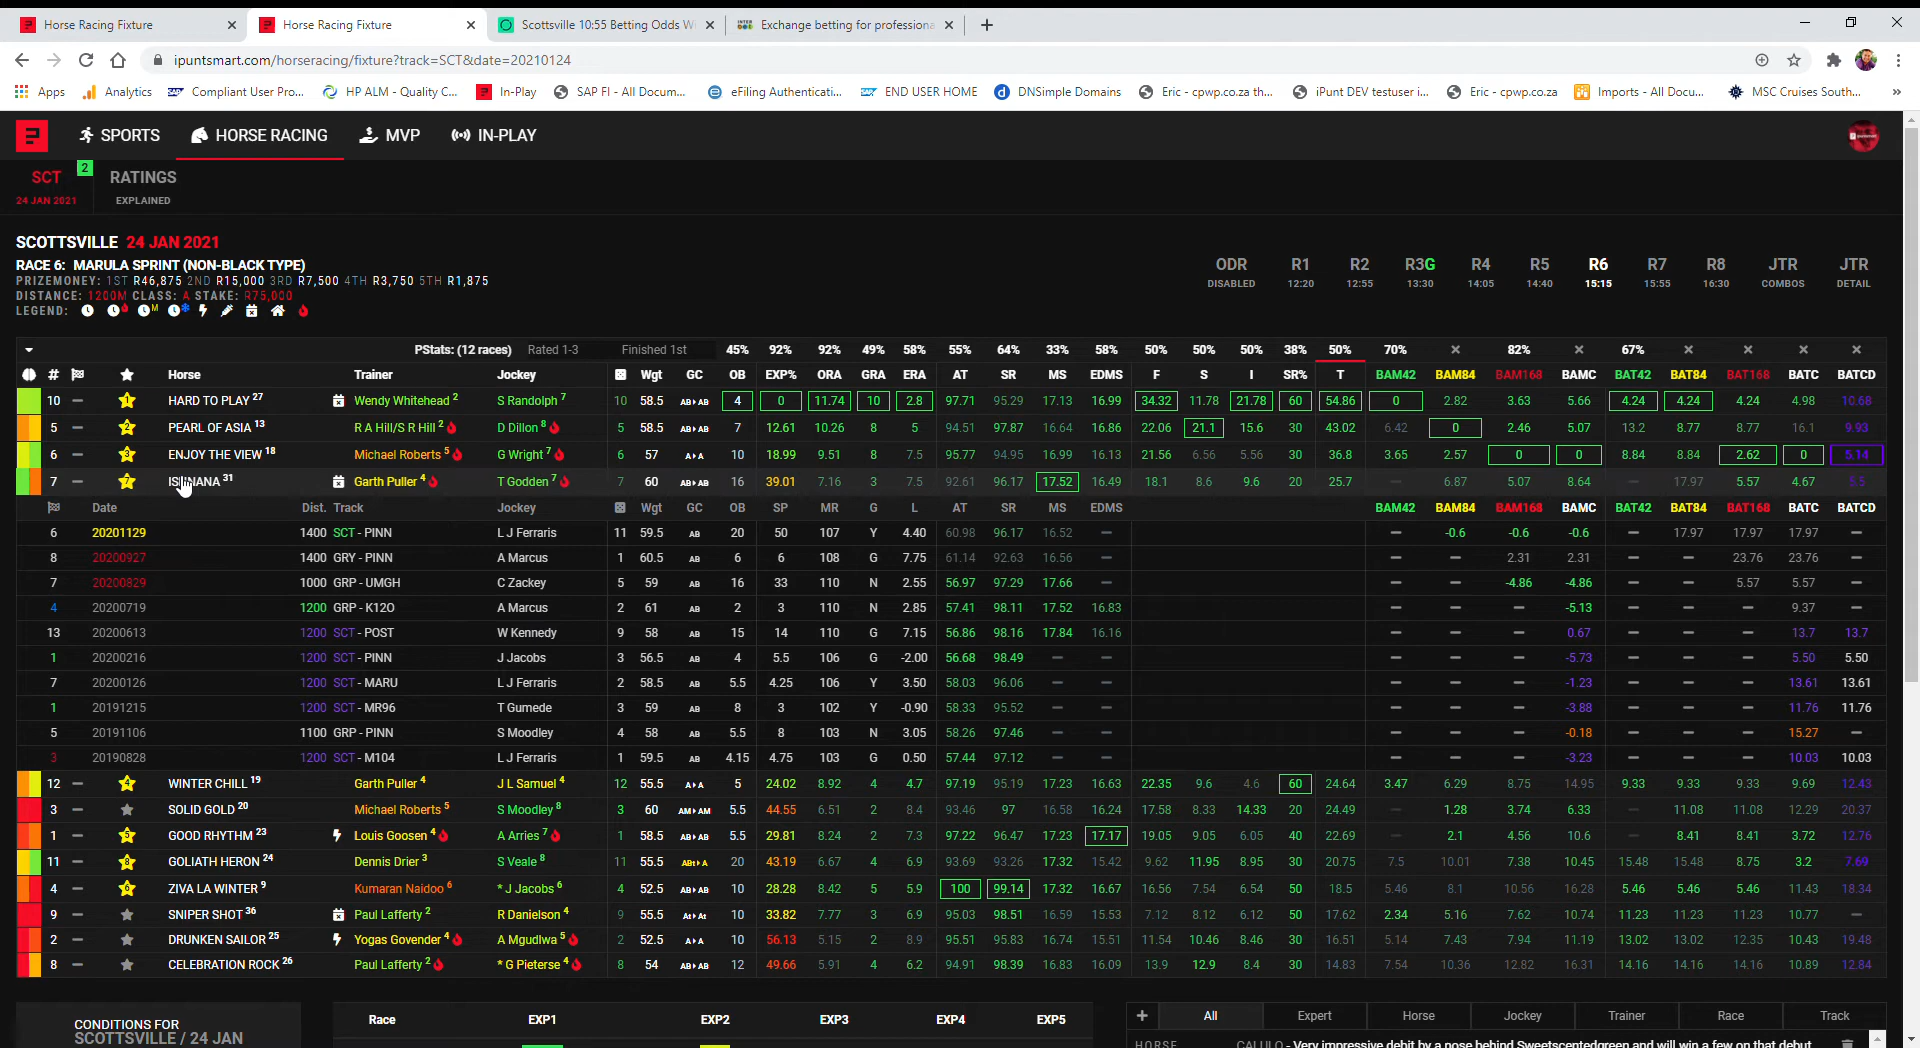 Horse Racing Fixture
Horse Racing Fixture
Scottsville 10:55 Betting Odds W
Exchange betting for professiona
ipuntsmart.com/horseracing/fixture?track=SCT&date=20210124
Apps Analytics Compliant User Pro... HP ALM - Quality C... In-Play SAP FI - All Docum... eFiling Authenticati... END USER HOME DNSimple Domains Eric - cpwp.co.za th... iPunt DEV testuser i... Eric - cpwp.co.za Imports - All Docu... MSC Cruises South... »
SPORTS HORSE RACING MVP IN-PLAY
SCT 2 RATINGS
24 JAN 2021 EXPLAINED
SCOTTSVILLE 24 JAN 2021
RACE 6: MARULA SPRINT (NON-BLACK TYPE)
PRIZEMONEY: 1ST R46,875 2ND R15,000 3RD R7,500 4TH R3,750 5TH R1,875
DISTANCE: 1200M CLASS: A STAKE: R75,000
LEGEND:
ODR R1 R2 R3G R4 R5 R6 R7 R8 JTR JTR
DISABLED 12:20 12:55 13:30 14:05 14:40 15:15 15:55 16:30 COMBOS DETAIL
PStats: (12 races) Rated 1-3 Finished 1st 45% 92% 92% 49% 58% 55% 64% 33% 58% 50% 50% 50% 38% 50% 70% × 82% × 67% × × × ×
# Horse Trainer Jockey Wgt GC OB EXP% ORA GRA ERA AT SR MS EDMS F S I SR% T BAM42 BAM84 BAM168 BAMC BAT42 BAT84 BAT168 BATC BATCD
10 — 1 HARD TO PLAY 27 Wendy Whitehead 2 S Randolph 7 10 58.5 AB▸AB 4 0 11.74 10 2.8 97.71 95.29 17.13 16.99 34.32 11.78 21.78 60 54.86 0 2.82 3.63 5.66 4.24 4.24 4.24 4.98 10.68
5 — 2 PEARL OF ASIA 13 R A Hill/S R Hill 2 D Dillon 8 5 58.5 AB▸AB 7 12.61 10.26 8 5 94.51 97.87 16.64 16.86 22.06 21.1 15.6 30 43.02 6.42 0 2.46 5.07 13.2 8.77 8.77 16.1 9.93
6 — 3 ENJOY THE VIEW 18 Michael Roberts 5 G Wright 7 6 57 A▸A 10 18.99 9.51 8 7.5 95.77 94.95 16.99 16.13 21.56 6.56 5.56 30 36.8 3.65 2.57 0 0 8.84 8.84 2.62 0 5.14
7 — 7 NANA 31 Garth Puller 4 T Godden 7 7 60 AB▸AB 16 39.01 7.16 3 7.5 92.61 96.17 17.52 16.49 18.1 8.6 9.6 20 25.7 — 6.87 5.07 8.64 — 17.97 5.57 4.67 5.5
Date Dist. Track Jockey Wgt GC OB SP MR G L AT SR MS EDMS BAM42 BAM84 BAM168 BAMC BAT42 BAT84 BAT168 BATC BATCD
6 20201129 1400 SCT - PINN L J Ferraris 11 59.5 AB 20 50 107 Y 4.40 60.98 96.17 16.52 — — -0.6 -0.6 -0.6 — 17.97 17.97 17.97 —
8 20200927 1400 GRY - PINN A Marcus 1 60.5 AB 6 6 108 G 7.75 61.14 92.63 16.56 — — — 2.31 2.31 — — 23.76 23.76 —
7 20200829 1000 GRP - UMGH C Zackey 5 59 AB 16 33 110 N 2.55 56.97 97.29 17.66 — — — -4.86 -4.86 — — 5.57 5.57 —
4 20200719 1200 GRP - K12O A Marcus 2 61 AB 2 3 110 N 2.85 57.41 98.11 17.52 16.83 — — — -5.13 — — — 9.37 —
13 20200613 1200 SCT - POST W Kennedy 9 58 AB 15 14 110 G 7.15 56.86 98.16 17.84 16.16 — — — 0.67 — — — 13.7 13.7
1 20200216 1200 SCT - PINN J Jacobs 3 56.5 AB 4 5.5 106 G -2.00 56.68 98.49 — — — — — -5.73 — — — 5.50 5.50
7 20200126 1200 SCT - MARU L J Ferraris 2 58.5 AB 5.5 4.25 106 Y 3.50 58.03 96.06 — — — — — -1.23 — — — 13.61 13.61
1 20191215 1200 SCT - MR96 T Gumede 3 59 AB 8 3 102 Y -0.90 58.33 95.52 — — — — — -3.88 — — — 11.76 11.76
5 20191106 1100 GRP - PINN S Moodley 4 58 AB 5.5 8 103 N 3.05 58.26 97.46 — — — — — -0.18 — — — 15.27 —
3 20190828 1200 SCT - M104 L J Ferraris 1 59.5 AB 4.15 4.75 103 G 0.50 57.44 97.12 — — — — — -3.23 — — — 10.03 10.03
12 — 4 WINTER CHILL 19 Garth Puller 4 J L Samuel 4 12 55.5 A▸A 5 24.02 8.92 4 4.7 97.19 95.19 17.23 16.63 22.35 9.6 4.6 60 24.64 3.47 6.29 8.75 14.95 9.33 9.33 9.33 9.69 12.43
3 — SOLID GOLD 20 Michael Roberts 5 S Moodley 8 3 60 AM▸AM 5.5 44.55 6.51 2 8.4 93.46 97 16.58 16.24 17.58 8.33 14.33 20 24.49 — 1.28 3.74 6.33 — 11.08 11.08 12.29 20.37
1 — 5 GOOD RHYTHM 23 Louis Goosen 4 A Arries 7 1 58.5 AB▸AB 5.5 29.81 8.24 2 7.3 97.22 96.47 17.23 17.17 19.05 9.05 6.05 40 22.69 — 2.1 4.56 10.6 — 8.41 8.41 3.72 12.76
11 — 8 GOLIATH HERON 24 Dennis Drier 3 S Veale 8 11 55.5 ABt▸A 20 43.19 6.67 4 6.9 93.69 93.26 17.32 15.42 9.62 11.95 8.95 30 20.75 7.5 10.01 7.38 10.45 15.48 15.48 8.75 3.2 7.69
4 — 6 ZIVA LA WINTER 9 Kumaran Naidoo 6 * J Jacobs 6 4 52.5 AB▸AB 10 28.28 8.42 5 5.9 100 99.14 17.32 16.67 16.56 7.54 6.54 50 18.5 5.46 8.1 10.56 16.28 5.46 5.46 5.46 11.43 18.34
9 — SNIPER SHOT 36 Paul Lafferty 2 R Danielson 4 9 55.5 At▸At 10 33.82 7.77 3 6.9 95.03 98.51 16.59 15.53 7.12 8.12 6.12 50 17.62 2.34 5.16 7.62 10.74 11.23 11.23 11.23 10.77 —
2 — DRUNKEN SAILOR 25 Yogas Govender 4 A Mgudlwa 5 2 52.5 A▸A 10 56.13 5.15 2 8.9 95.51 95.83 16.74 15.51 11.54 10.46 8.46 30 16.51 5.14 7.43 7.94 11.19 13.02 13.02 12.35 10.43 19.48
8 — CELEBRATION ROCK 26 Paul Lafferty 2 * G Pieterse 4 8 54 AB▸AB 12 49.66 5.91 4 6.2 94.91 98.39 16.83 16.09 13.9 12.9 8.4 30 14.83 7.54 10.36 12.82 16.31 14.16 14.16 14.16 10.89 12.84
CONDITIONS FOR
SCOTTSVILLE / 24 JAN
Race EXP1 EXP2 EXP3 EXP4 EXP5
+ All Expert Horse Jockey Trainer Race Track
HORSE CALULO - Very impressive debit by a nose behind Sweetscentedgreen and will win a few on that debut